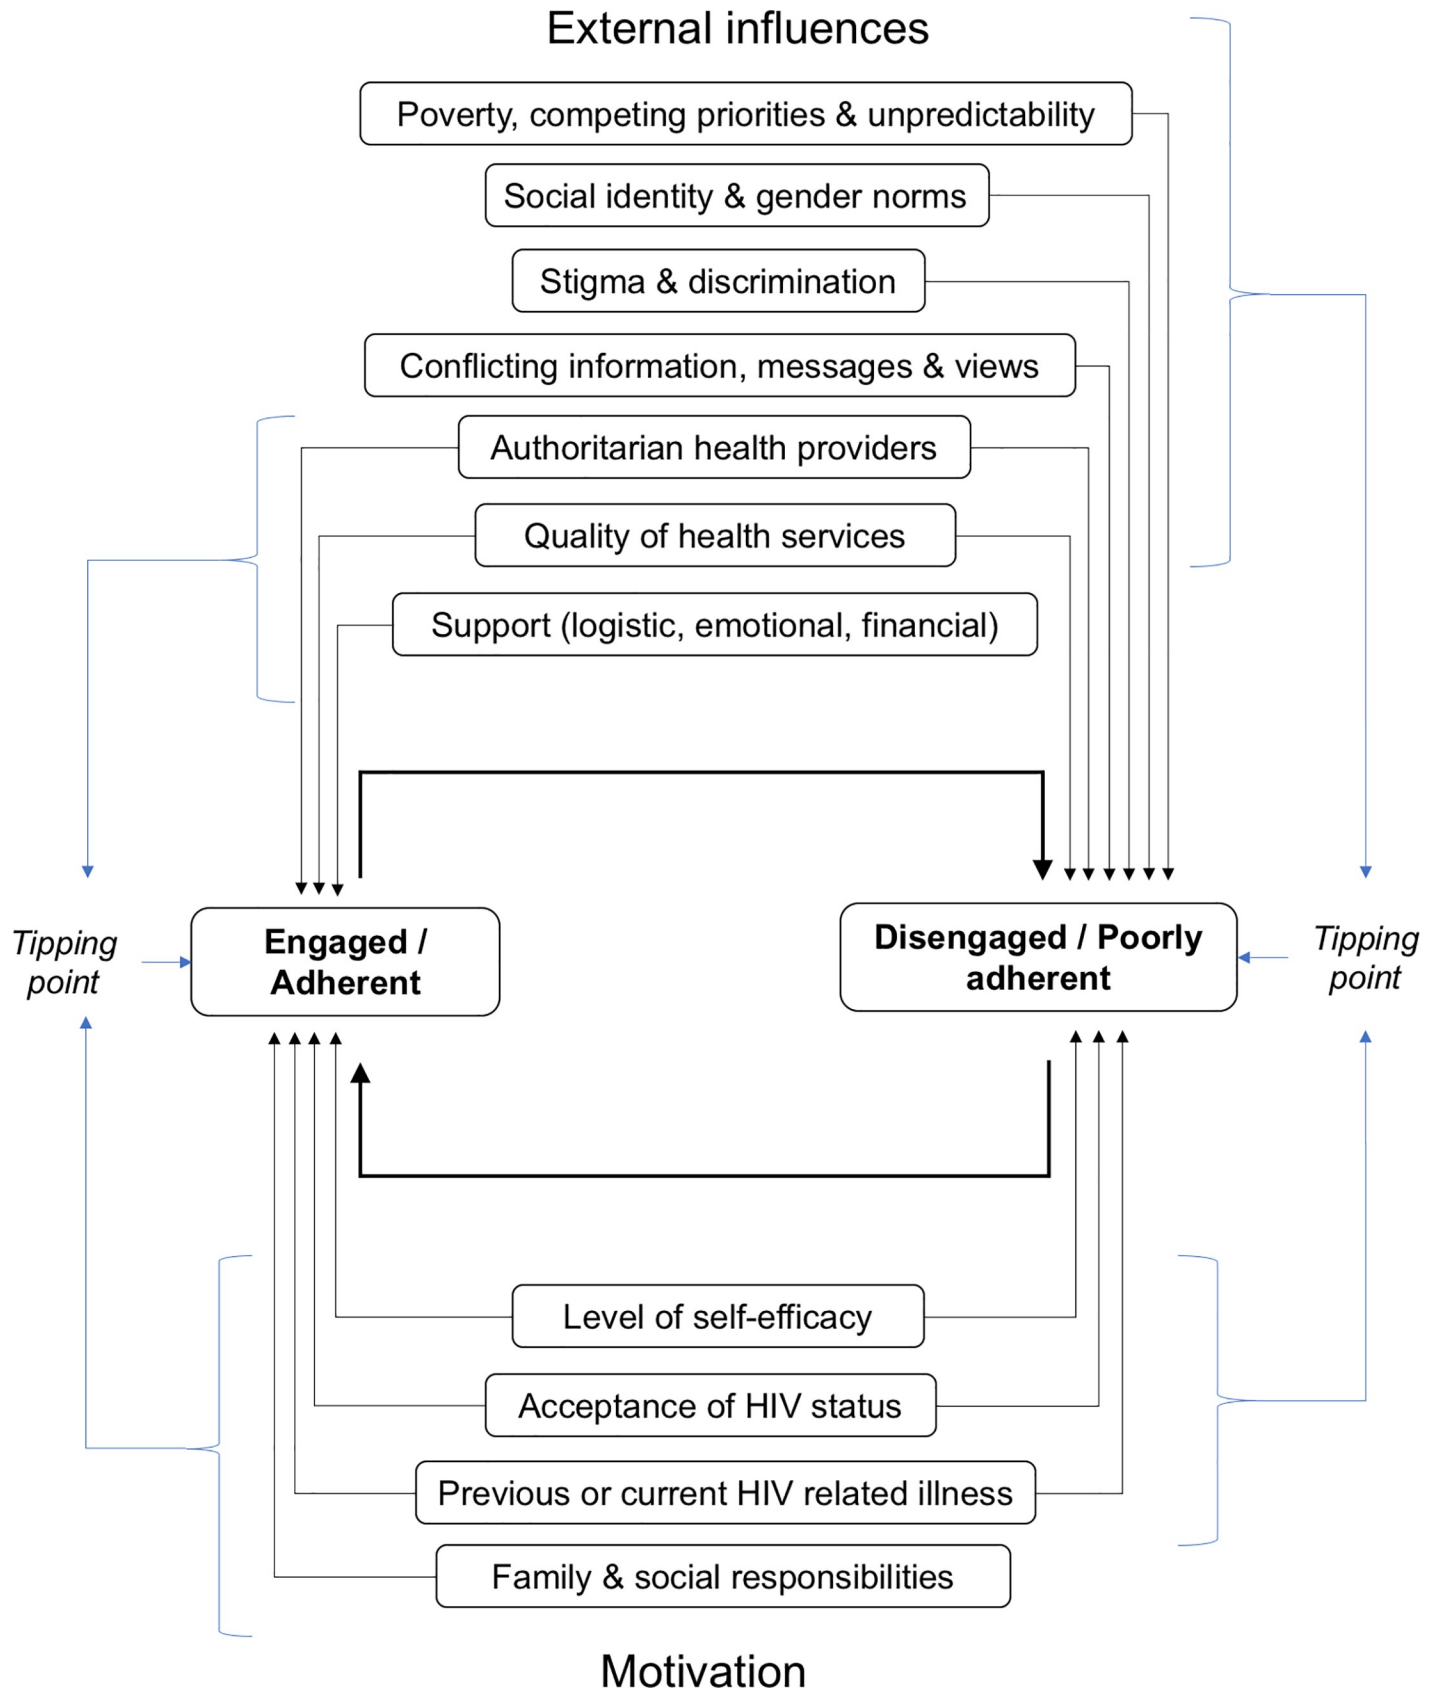 External influences
Poverty, competing priorities & unpredictability
Social identity & gender norms
Stigma & discrimination
Conflicting information, messages & views
Authoritarian health providers
Quality of health services
Support (logistic, emotional, financial)
Tipping
point
Engaged /
Adherent
Disengaged / Poorly
adherent
Tipping
point
Level of self-efficacy
Acceptance of HIV status
Previous or current HIV related illness
Family & social responsibilities
Motivation